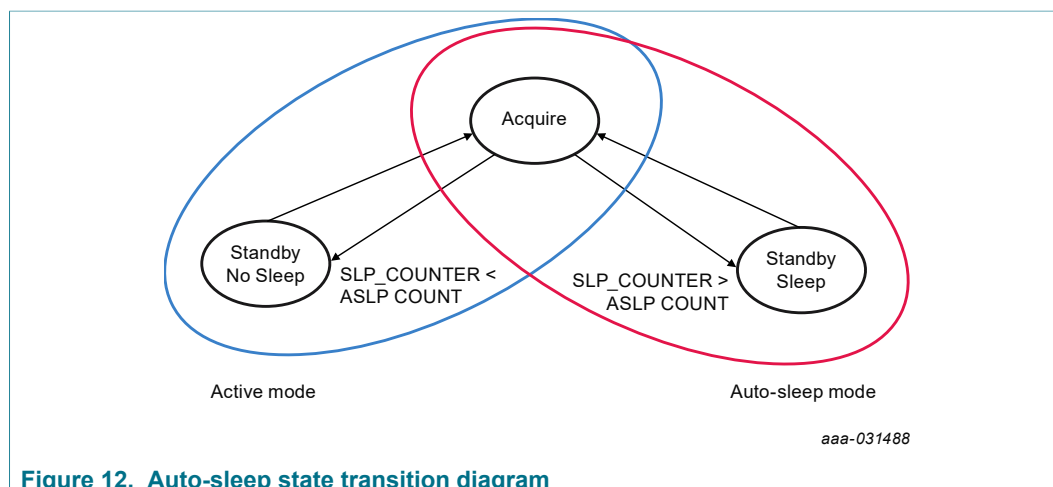 Acquire
Standby
No Sleep
SLP_COUNTER <
ASLP COUNT
SLP_COUNTER >
ASLP COUNT
Standby
Sleep
Active mode
Auto-sleep mode
aaa-031488
Figure 12. Auto-sleep state transition diagram